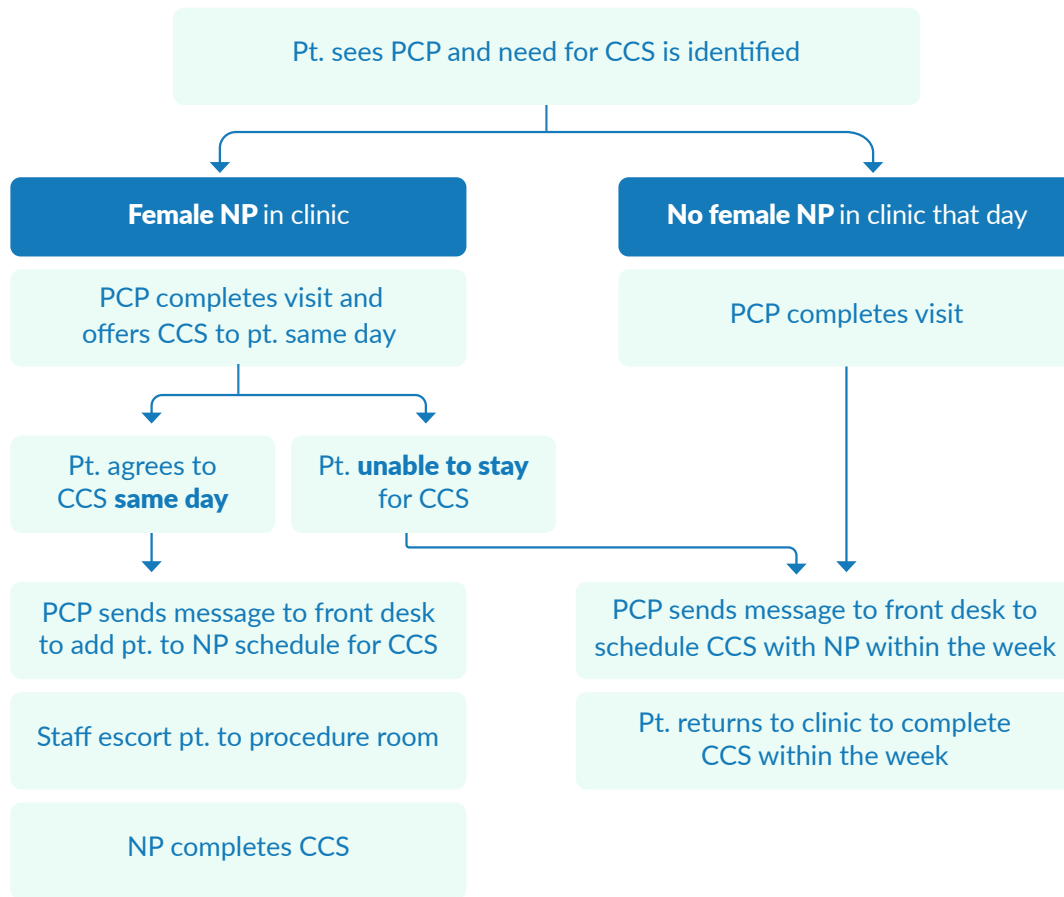 Pt. sees PCP and need for CCS is identified
Female NP in clinic
No female NP in clinic that day
PCP completes visit and
offers CCS to pt. same day
PCP completes visit
Pt. agrees to
CCS same day
Pt. unable to stay
for CCS
PCP sends message to front desk
to add pt. to NP schedule for CCS
PCP sends message to front desk to
schedule CCS with NP within the week
Staff escort pt. to procedure room
Pt. returns to clinic to complete
CCS within the week
NP completes CCS